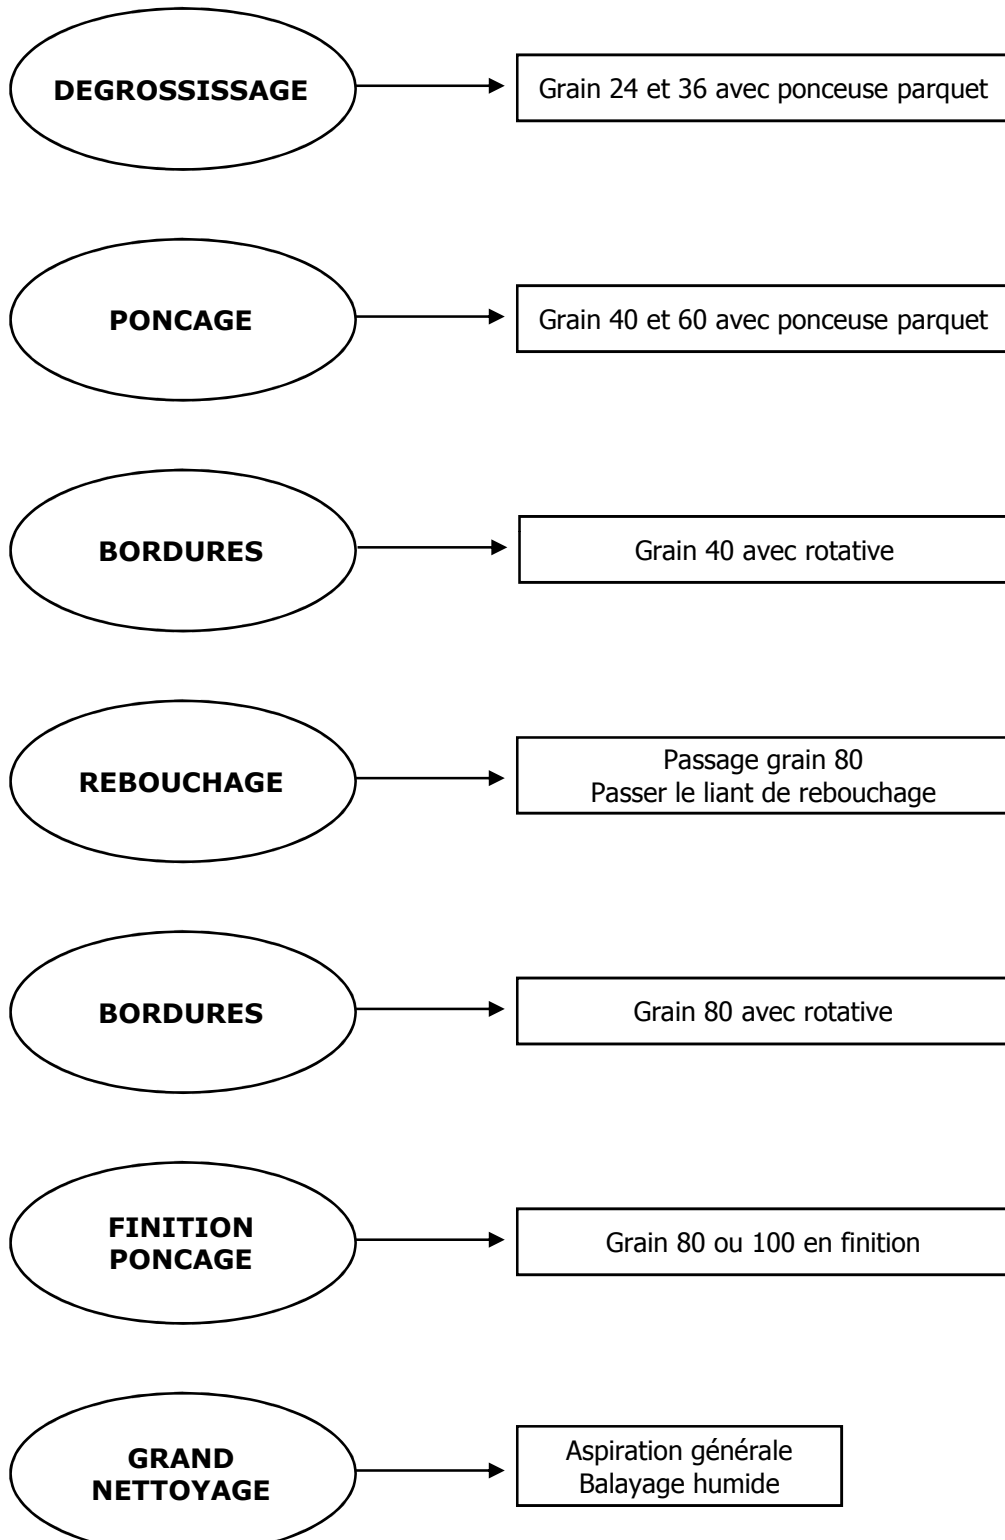 DEGROSSISSAGE
Grain 24 et 36 avec ponceuse parquet
PONCAGE
Grain 40 et 60 avec ponceuse parquet
BORDURES
Grain 40 avec rotative
REBOUCHAGE
Passage grain 80
Passer le liant de rebouchage
BORDURES
Grain 80 avec rotative
FINITION
PONCAGE
Grain 80 ou 100 en finition
GRAND
NETTOYAGE
Aspiration générale
Balayage humide